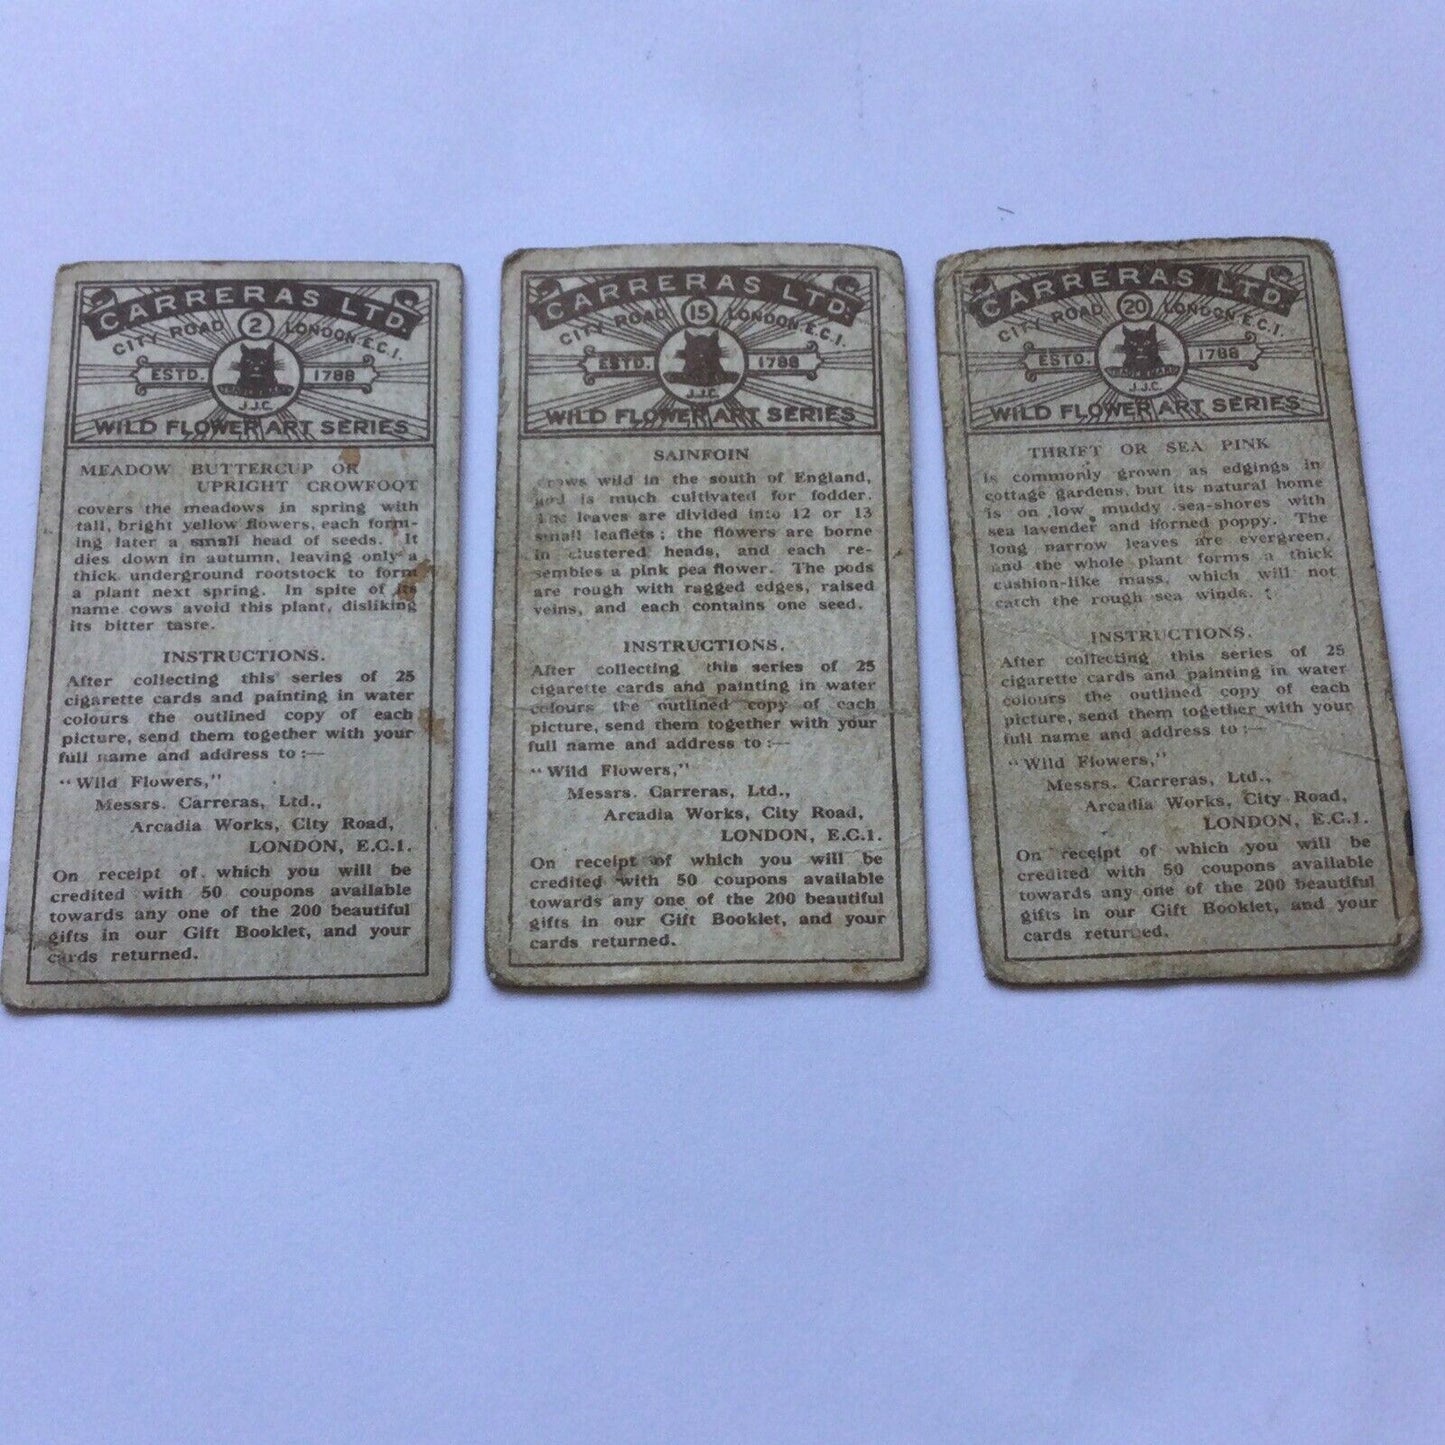 CARRERAS LTD.
CITY ROAD 2 LONDON.E.C.1.
ESTD. 1788
TRADE MARK
J.J.C.
WILD FLOWER ART SERIES
MEADOW BUTTERCUP OR
UPRIGHT CROWFOOT
covers the meadows in spring with
tall, bright yellow flowers, each form-
ing later a small head of seeds. It
dies down in autumn, leaving only a
thick underground rootstock to form
a plant next spring. In spite of its
name cows avoid this plant, disliking
its bitter taste.
INSTRUCTIONS.
After collecting this series of 25
cigarette cards and painting in water
colours the outlined copy of each
picture, send them together with your
full name and address to :—
"Wild Flowers,"
Messrs. Carreras, Ltd.,
Arcadia Works, City Road,
LONDON, E.C.1.
On receipt of which you will be
credited with 50 coupons available
towards any one of the 200 beautiful
gifts in our Gift Booklet, and your
cards returned.
CARRERAS LTD.
CITY ROAD 15 LONDON.E.C.1.
ESTD. 1788
TRADE MARK
J.J.C.
WILD FLOWER ART SERIES
SAINFOIN
Grows wild in the south of England,
and is much cultivated for fodder.
The leaves are divided into 12 or 13
small leaflets ; the flowers are borne
in clustered heads, and each re-
sembles a pink pea flower. The pods
are rough with ragged edges, raised
veins, and each contains one seed.
INSTRUCTIONS.
After collecting this series of 25
cigarette cards and painting in water
colours the outlined copy of each
picture, send them together with your
full name and address to :—
"Wild Flowers,"
Messrs. Carreras, Ltd.,
Arcadia Works, City Road,
LONDON, E.C.1.
On receipt of which you will be
credited with 50 coupons available
towards any one of the 200 beautiful
gifts in our Gift Booklet, and your
cards returned.
CARRERAS LTD.
CITY ROAD 20 LONDON.E.C.1.
ESTD. 1788
TRADE MARK
J.J.C.
WILD FLOWER ART SERIES
THRIFT OR SEA PINK
is commonly grown as edgings in
cottage gardens, but its natural home
is on low muddy sea-shores with
sea lavender and horned poppy. The
long narrow leaves are evergreen,
and the whole plant forms a thick
cushion-like mass, which will not
catch the rough sea winds.
INSTRUCTIONS.
After collecting this series of 25
cigarette cards and painting in water
colours the outlined copy of each
picture, send them together with your
full name and address to :—
"Wild Flowers,"
Messrs. Carreras, Ltd.,
Arcadia Works, City Road,
LONDON, E.C.1.
On receipt of which you will be
credited with 50 coupons available
towards any one of the 200 beautiful
gifts in our Gift Booklet, and your
cards returned.